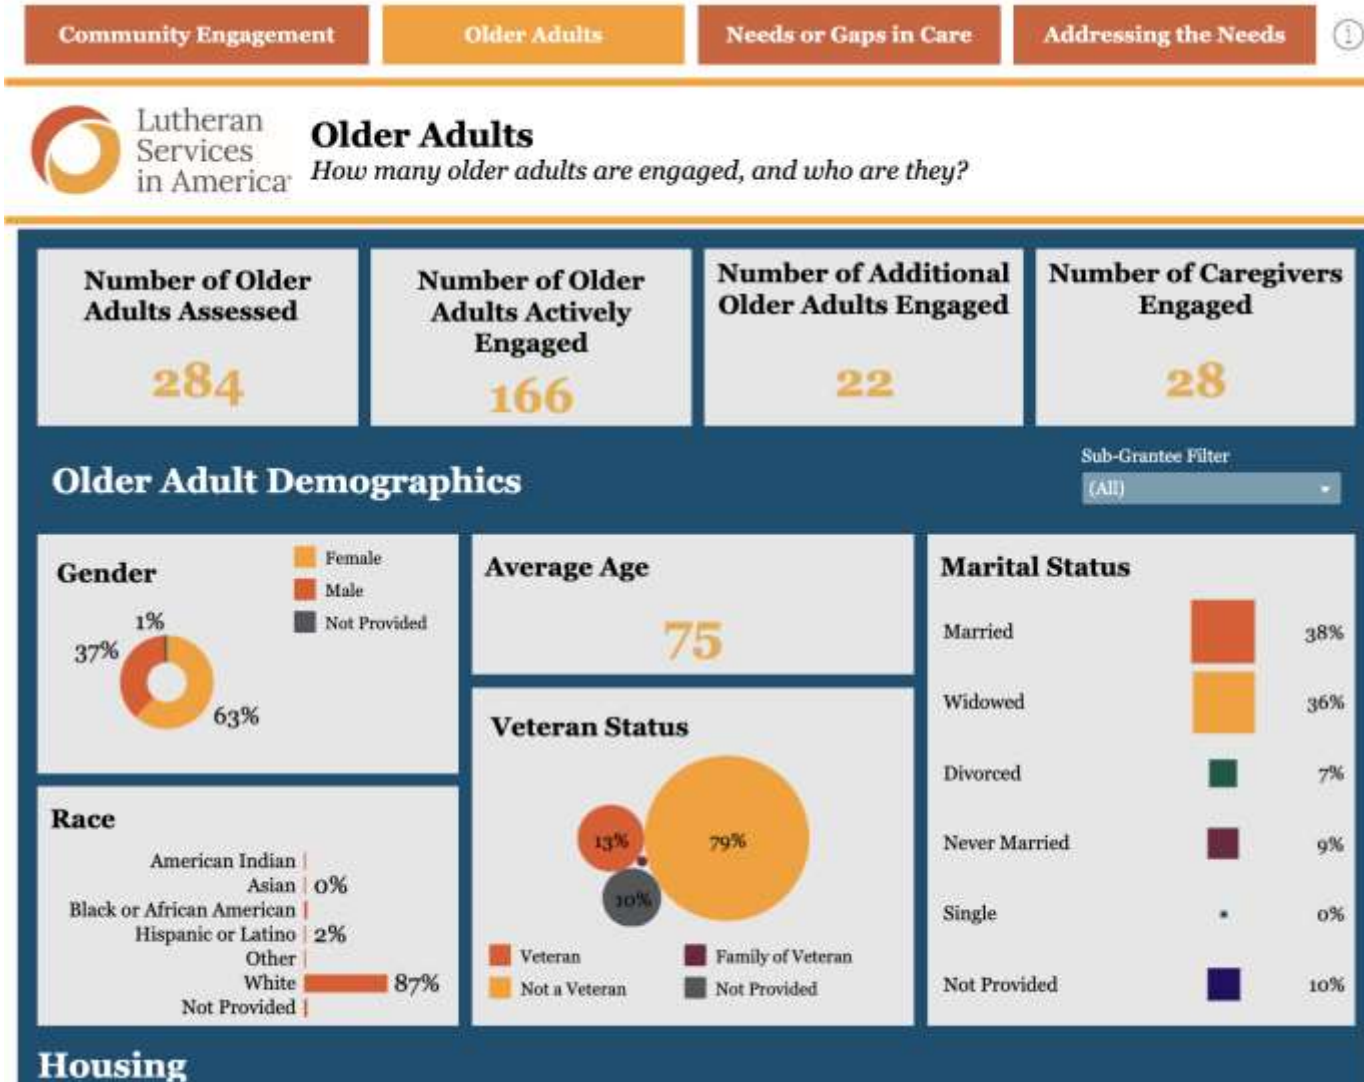 Community Engagement
Older Adults
Needs or Gaps in Care
Addressing the Needs
i
Lutheran
Services
in America
Older Adults
How many older adults are engaged, and who are they?
Number of Older
Adults Assessed
284
Number of Older
Adults Actively
Engaged
166
Number of Additional
Older Adults Engaged
22
Number of Caregivers
Engaged
28
Older Adult Demographics
Sub-Grantee Filter
(All)
Gender
Female
Male
Not Provided
1%
37%
63%
Average Age
75
Marital Status
Married 38%
Widowed 36%
Divorced 7%
Never Married 9%
Single 0%
Not Provided 10%
Veteran Status
13%
79%
10%
Veteran
Family of Veteran
Not a Veteran
Not Provided
Race
American Indian
Asian 0%
Black or African American
Hispanic or Latino 2%
Other
White 87%
Not Provided
Housing